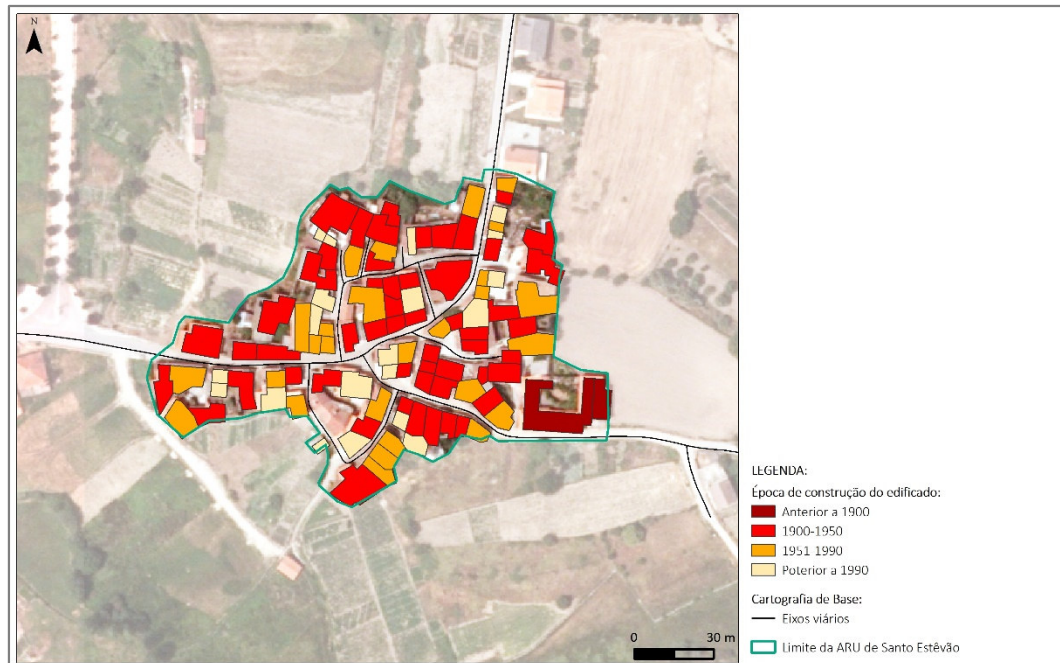 N
0 30 m
LEGENDA:
Época de construção do edificado:
Anterior a 1900
1900-1950
1951 1990
Poterior a 1990
Cartografia de Base:
Eixos viários
Limite da ARU de Santo Estêvão